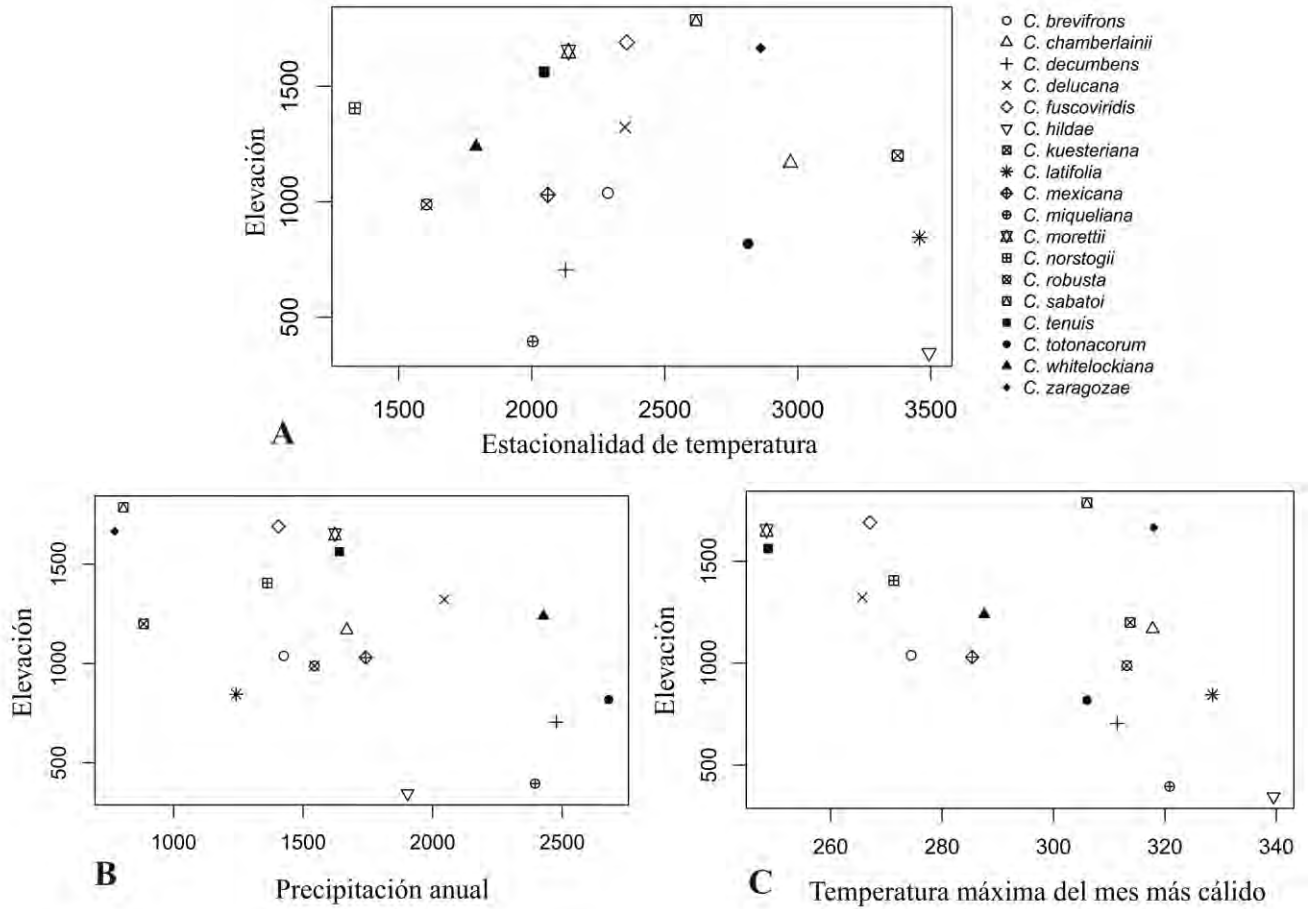 Elevación
1500
1000
500
1500
2000
2500
3000
3500
A
Estacionalidad de temperatura
C. brevifrons
C. chamberlainii
C. decumbens
C. delucana
C. fuscoviridis
C. hildae
C. kuesteriana
C. latifolia
C. mexicana
C. miqueliana
C. morettii
C. norstogii
C. robusta
C. sabatoi
C. tenuis
C. totonacorum
C. whitelockiana
C. zaragozae
Elevación
1500
1000
500
1000
1500
2000
2500
B
Precipitación anual
Elevación
1500
1000
500
260
280
300
320
340
C
Temperatura máxima del mes más cálido